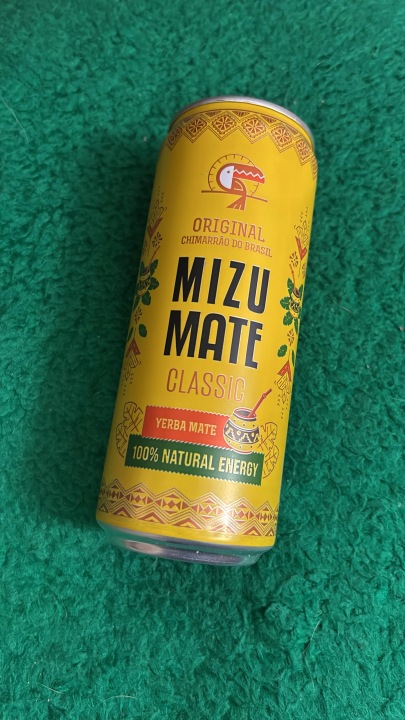 ORIGINAL
CHIMARRÃO DO BRASIL
MIZU
MATE
CLASSIC
YERBA MATE
100% NATURAL ENERGY